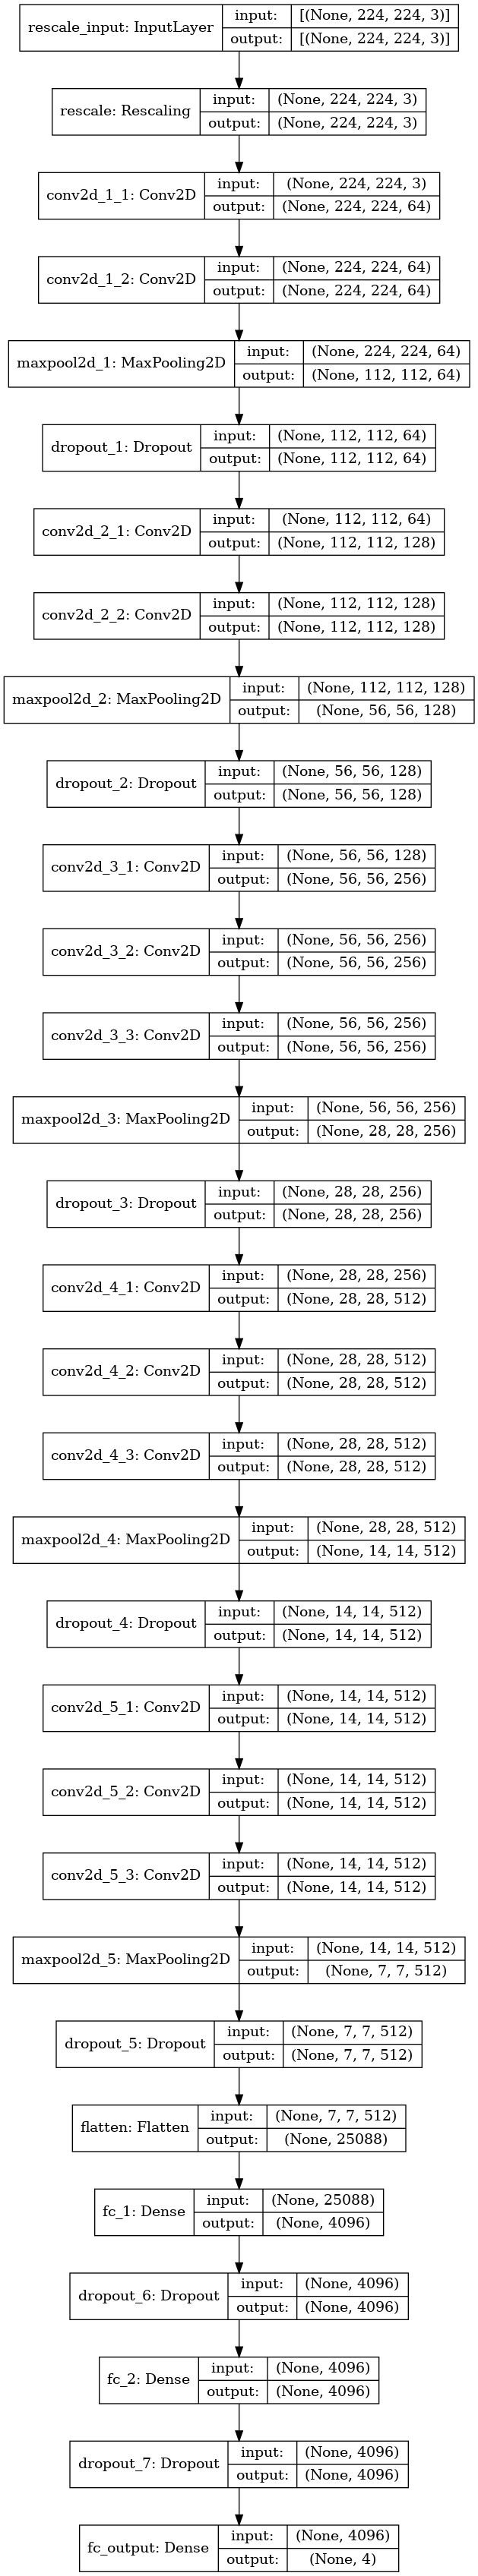 rescale_input: InputLayer
input: [(None, 224, 224, 3)]
output: [(None, 224, 224, 3)]
rescale: Rescaling
input: (None, 224, 224, 3)
output: (None, 224, 224, 3)
conv2d_1_1: Conv2D
input: (None, 224, 224, 3)
output: (None, 224, 224, 64)
conv2d_1_2: Conv2D
input: (None, 224, 224, 64)
output: (None, 224, 224, 64)
maxpool2d_1: MaxPooling2D
input: (None, 224, 224, 64)
output: (None, 112, 112, 64)
dropout_1: Dropout
input: (None, 112, 112, 64)
output: (None, 112, 112, 64)
conv2d_2_1: Conv2D
input: (None, 112, 112, 64)
output: (None, 112, 112, 128)
conv2d_2_2: Conv2D
input: (None, 112, 112, 128)
output: (None, 112, 112, 128)
maxpool2d_2: MaxPooling2D
input: (None, 112, 112, 128)
output: (None, 56, 56, 128)
dropout_2: Dropout
input: (None, 56, 56, 128)
output: (None, 56, 56, 128)
conv2d_3_1: Conv2D
input: (None, 56, 56, 128)
output: (None, 56, 56, 256)
conv2d_3_2: Conv2D
input: (None, 56, 56, 256)
output: (None, 56, 56, 256)
conv2d_3_3: Conv2D
input: (None, 56, 56, 256)
output: (None, 56, 56, 256)
maxpool2d_3: MaxPooling2D
input: (None, 56, 56, 256)
output: (None, 28, 28, 256)
dropout_3: Dropout
input: (None, 28, 28, 256)
output: (None, 28, 28, 256)
conv2d_4_1: Conv2D
input: (None, 28, 28, 256)
output: (None, 28, 28, 512)
conv2d_4_2: Conv2D
input: (None, 28, 28, 512)
output: (None, 28, 28, 512)
conv2d_4_3: Conv2D
input: (None, 28, 28, 512)
output: (None, 28, 28, 512)
maxpool2d_4: MaxPooling2D
input: (None, 28, 28, 512)
output: (None, 14, 14, 512)
dropout_4: Dropout
input: (None, 14, 14, 512)
output: (None, 14, 14, 512)
conv2d_5_1: Conv2D
input: (None, 14, 14, 512)
output: (None, 14, 14, 512)
conv2d_5_2: Conv2D
input: (None, 14, 14, 512)
output: (None, 14, 14, 512)
conv2d_5_3: Conv2D
input: (None, 14, 14, 512)
output: (None, 14, 14, 512)
maxpool2d_5: MaxPooling2D
input: (None, 14, 14, 512)
output: (None, 7, 7, 512)
dropout_5: Dropout
input: (None, 7, 7, 512)
output: (None, 7, 7, 512)
flatten: Flatten
input: (None, 7, 7, 512)
output: (None, 25088)
fc_1: Dense
input: (None, 25088)
output: (None, 4096)
dropout_6: Dropout
input: (None, 4096)
output: (None, 4096)
fc_2: Dense
input: (None, 4096)
output: (None, 4096)
dropout_7: Dropout
input: (None, 4096)
output: (None, 4096)
fc_output: Dense
input: (None, 4096)
output: (None, 4)